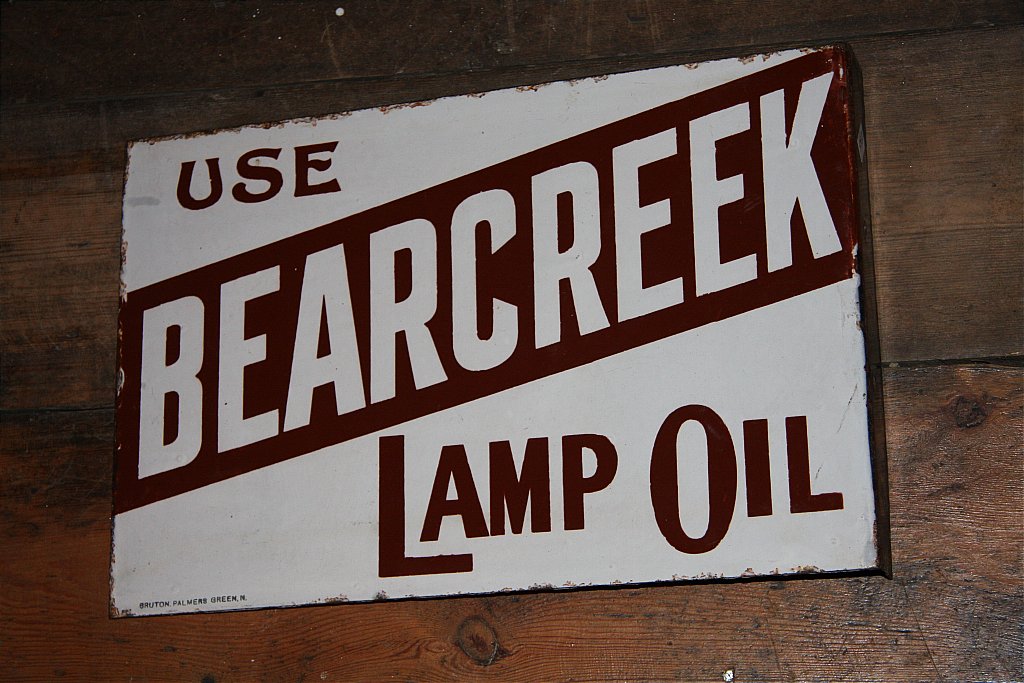 USE
BEARCREEK
LAMP OIL
BRUTON, PALMERS GREEN, N.